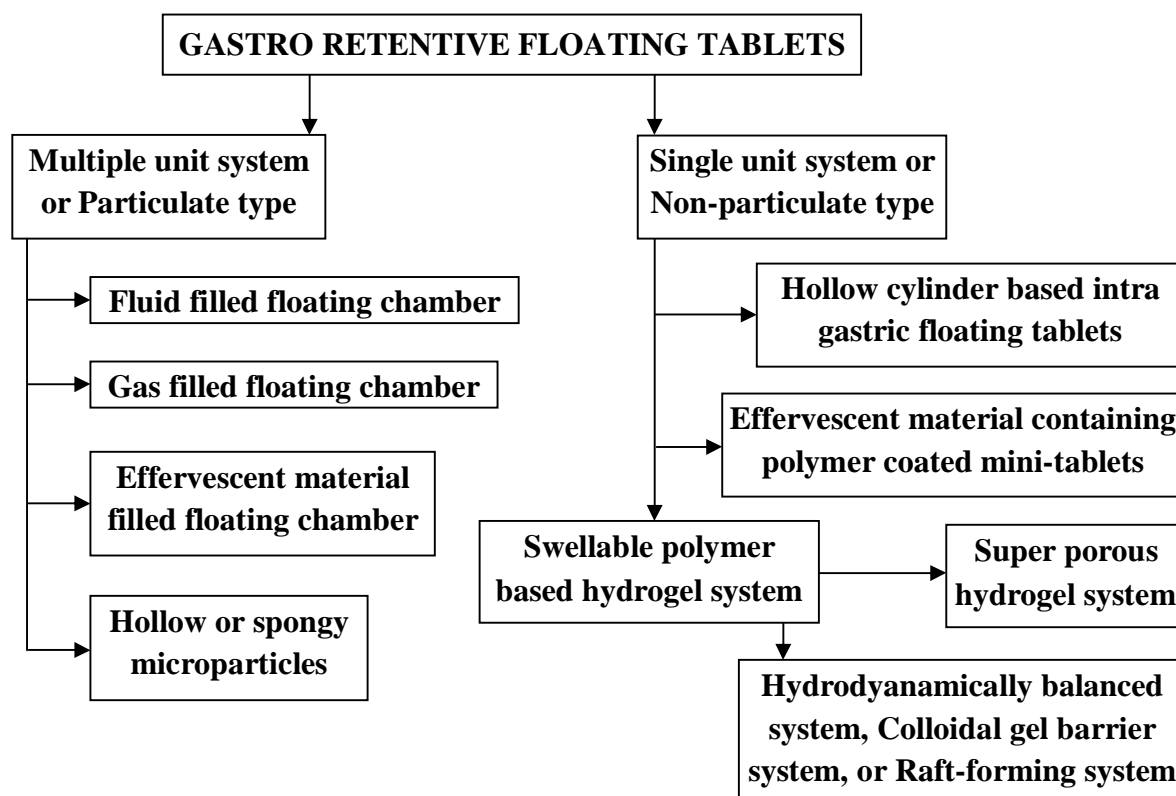 GASTRO RETENTIVE FLOATING TABLETS
Multiple unit system
or Particulate type
Fluid filled floating chamber
Gas filled floating chamber
Effervescent material
filled floating chamber
Hollow or spongy
microparticles
Single unit system or
Non-particulate type
Hollow cylinder based intra
gastric floating tablets
Effervescent material containing
polymer coated mini-tablets
Swellable polymer
based hydrogel system
Super porous
hydrogel system
Hydrodyanamically balanced
system, Colloidal gel barrier
system, or Raft-forming system